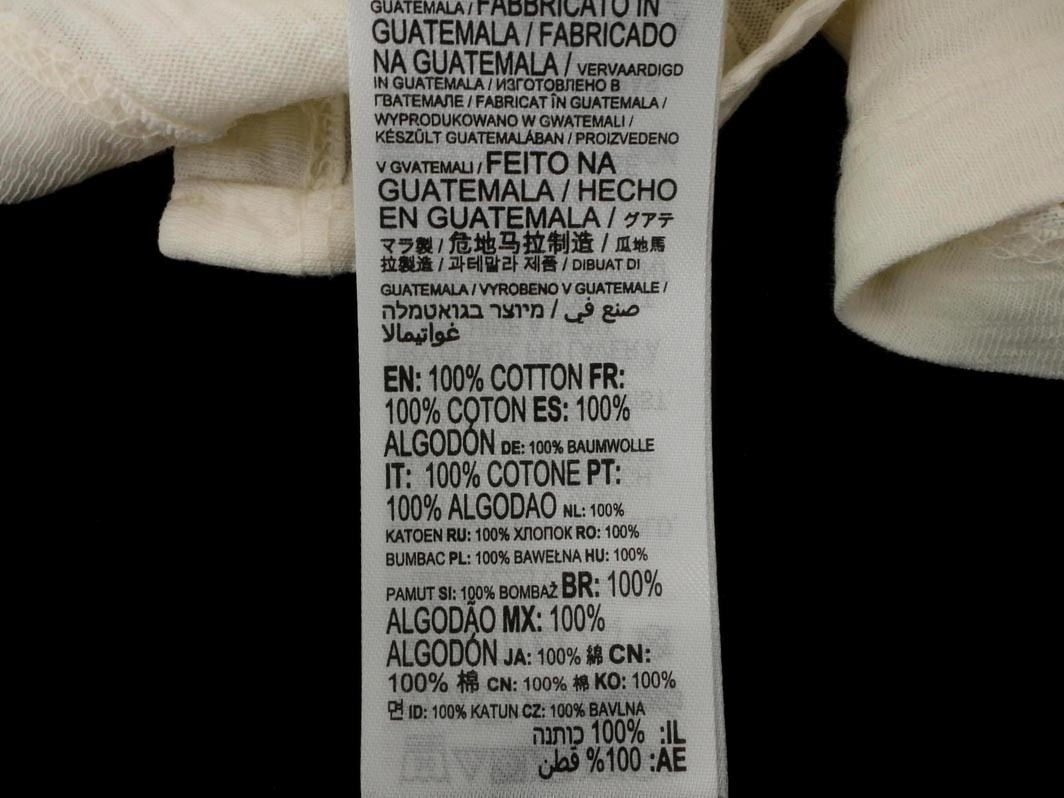 GUATEMALA / FABBRICATO IN
GUATEMALA / FABRICADO
NA GUATEMALA / VERVAARDIGD
IN GUATEMALA / ИЗГОТОВЛЕНО В
ГВАТЕМАЛЕ / FABRICAT ÎN GUATEMALA /
WYPRODUKOWANO W GWATEMALI /
KÉSZÜLT GUATEMALÁBAN / PROIZVEDENO
V GVATEMALI / FEITO NA
GUATEMALA / HECHO
EN GUATEMALA / グアテ
マラ製 / 危地马拉制造 / 瓜地馬
拉製造 / 과테말라 제품 / DIBUAT DI
GUATEMALA / VYROBENO V GUATEMALE /
صنع في / מיוצר בגואטמלה
غواتيمالا
EN: 100% COTTON FR:
100% COTON ES: 100%
ALGODÓN DE: 100% BAUMWOLLE
IT: 100% COTONE PT:
100% ALGODAO NL: 100%
KATOEN RU: 100% ХЛОПОК RO: 100%
BUMBAC PL: 100% BAWEŁNA HU: 100%
PAMUT SI: 100% BOMBAŽ BR: 100%
ALGODÃO MX: 100%
ALGODÓN JA: 100% 綿 CN:
100% 棉 CN: 100% 棉 KO: 100%
면 ID: 100% KATUN CZ: 100% BAVLNA
IL: 100% כותנה
AE: 100% قطن